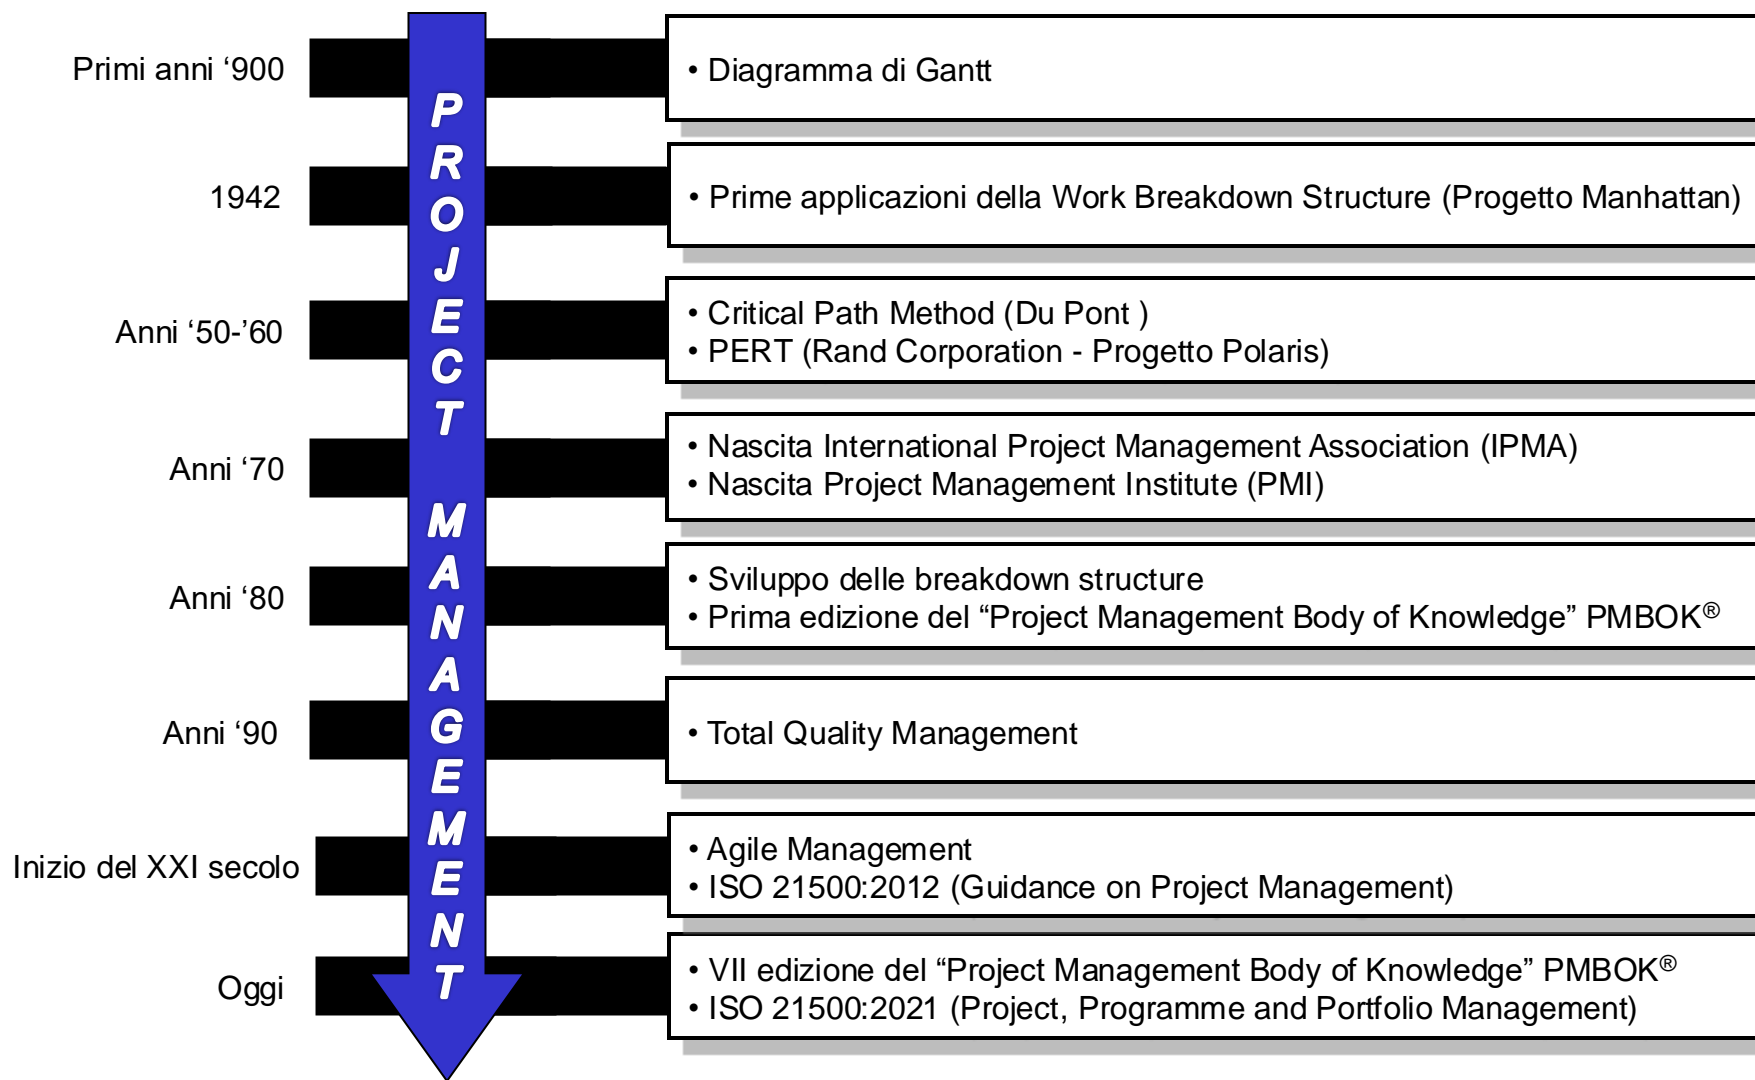 Primi anni ‘900
• Diagramma di Gantt
1942
• Prime applicazioni della Work Breakdown Structure (Progetto Manhattan)
Anni ‘50-’60
• Critical Path Method (Du Pont )
• PERT (Rand Corporation - Progetto Polaris)
Anni ‘70
• Nascita International Project Management Association (IPMA)
• Nascita Project Management Institute (PMI)
Anni ‘80
• Sviluppo delle breakdown structure
• Prima edizione del “Project Management Body of Knowledge” PMBOK®
Anni ‘90
• Total Quality Management
Inizio del XXI secolo
• Agile Management
• ISO 21500:2012 (Guidance on Project Management)
Oggi
• VII edizione del “Project Management Body of Knowledge” PMBOK®
• ISO 21500:2021 (Project, Programme and Portfolio Management)
PROJECT MANAGEMENT